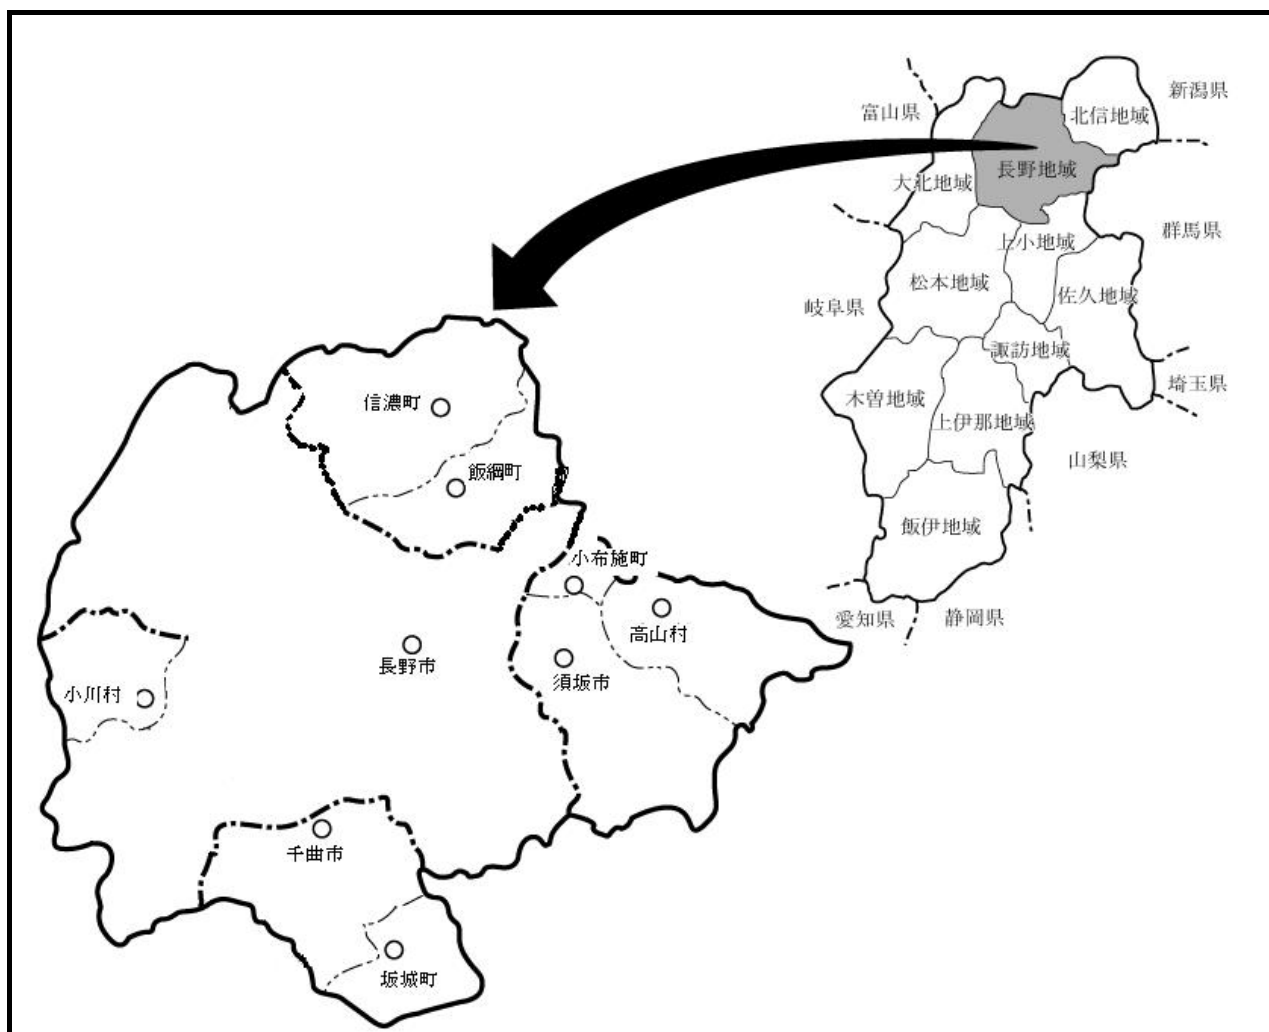 新潟県
富山県
北信地域
長野地域
大北地域
群馬県
上小地域
松本地域
佐久地域
岐阜県
諏訪地域
埼玉県
木曽地域
上伊那地域
山梨県
飯伊地域
愛知県
静岡県
信濃町
飯綱町
小布施町
高山村
長野市
須坂市
小川村
千曲市
坂城町